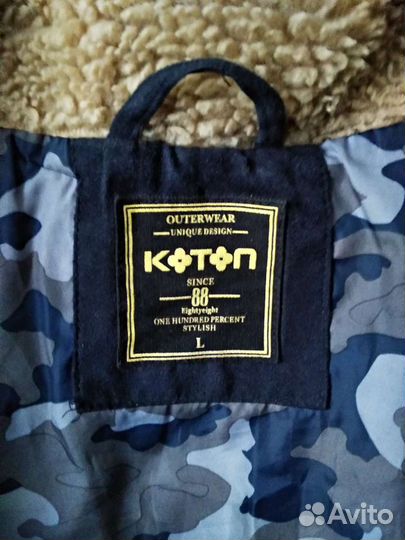 OUTERWEAR
UNIQUE DESIGN
KOTON
SINCE
88
Eightyeight
ONE HUNDRED PERCENT
STYLISH
L
Avito